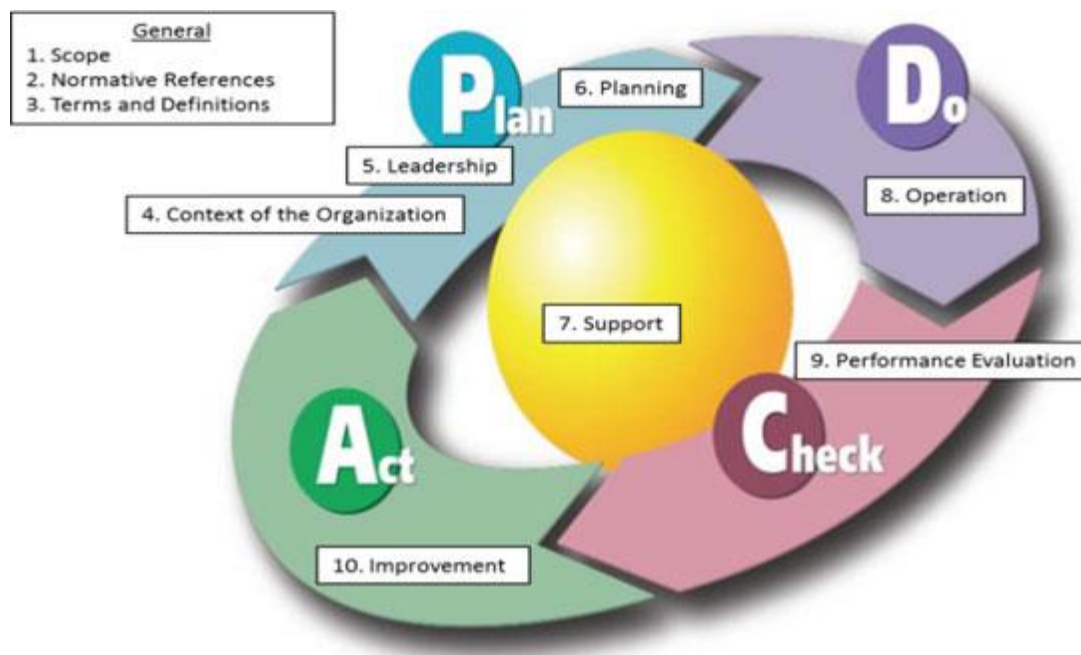 General
1. Scope
2. Normative References
3. Terms and Definitions
Plan
6. Planning
Do
5. Leadership
8. Operation
4. Context of the Organization
7. Support
9. Performance Evaluation
Act
Check
10. Improvement